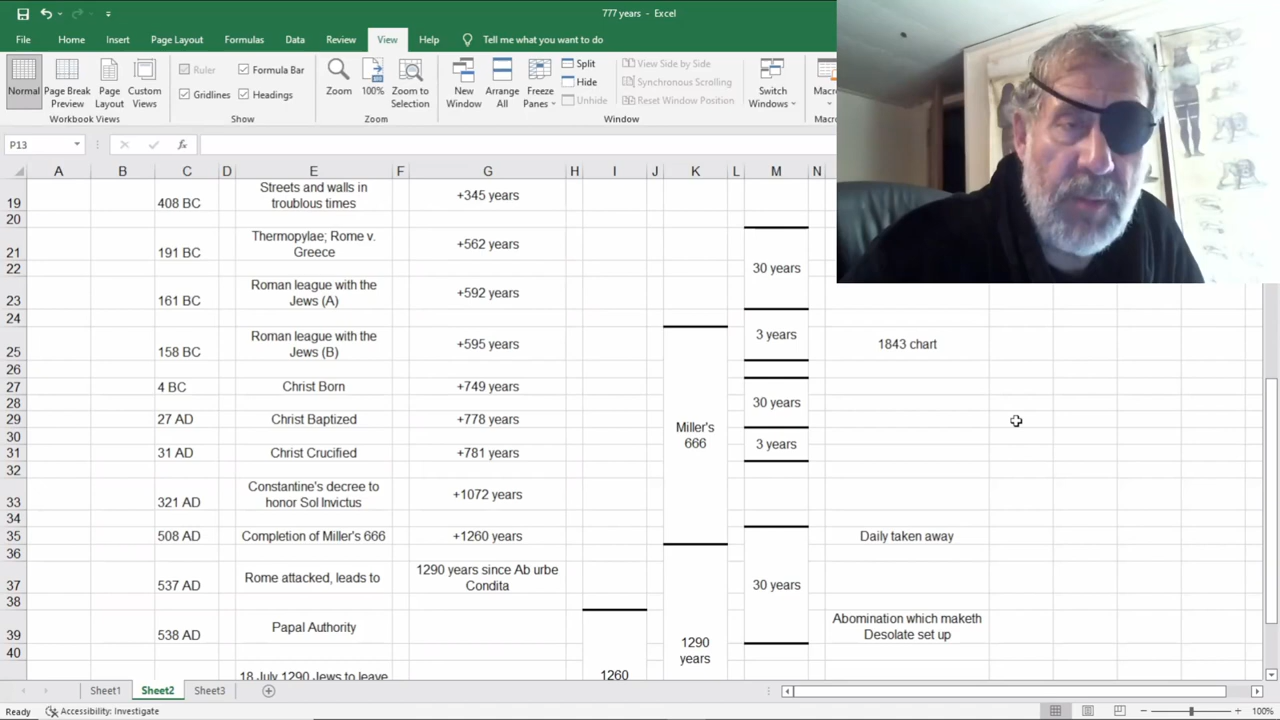 777 years - Excel
File Home Insert Page Layout Formulas Data Review View Help Tell me what you want to do
Normal
Page Break Preview
Page Layout
Custom Views
Workbook Views
Ruler
Gridlines
Formula Bar
Headings
Show
Zoom
100%
Zoom to Selection
Zoom
New Window
Arrange All
Freeze Panes
Split
Hide
Unhide
View Side by Side
Synchronous Scrolling
Reset Window Position
Window
Switch Windows
Macro
Macr
P13
fx
A B C D E F G H I J K L M N
19 408 BC Streets and walls in troublous times +345 years
20
21 191 BC Thermopylae; Rome v. Greece +562 years
22 30 years
23 161 BC Roman league with the Jews (A) +592 years
24
25 158 BC Roman league with the Jews (B) +595 years 3 years 1843 chart
26
27 4 BC Christ Born +749 years
28 30 years
29 27 AD Christ Baptized +778 years Miller's 666
30
31 31 AD Christ Crucified +781 years 3 years
32
33 321 AD Constantine's decree to honor Sol Invictus +1072 years
34
35 508 AD Completion of Miller's 666 +1260 years Daily taken away
36
37 537 AD Rome attacked, leads to 1290 years since Ab urbe Condita 30 years
38
39 538 AD Papal Authority 1290 years Abomination which maketh Desolate set up
40
18 July 1290 Jews to leave 1260
Sheet1 Sheet2 Sheet3
Ready Accessibility: Investigate 100%